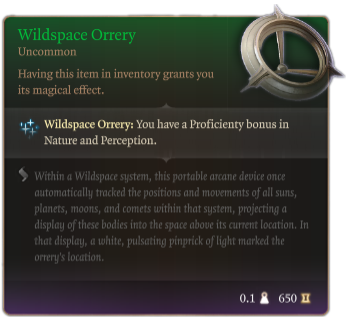 Wildspace Orrery
Uncommon
Having this item in inventory grants you
its magical effect.
Wildspace Orrery: You have a Proficienty bonus in
Nature and Perception.
Within a Wildspace system, this portable arcane device once
automatically tracked the positions and movements of all suns,
planets, moons, and comets within that system, projecting a
display of these bodies into the space above its current location. In
that display, a white, pulsating pinprick of light marked the
orrery's location.
0.1 650